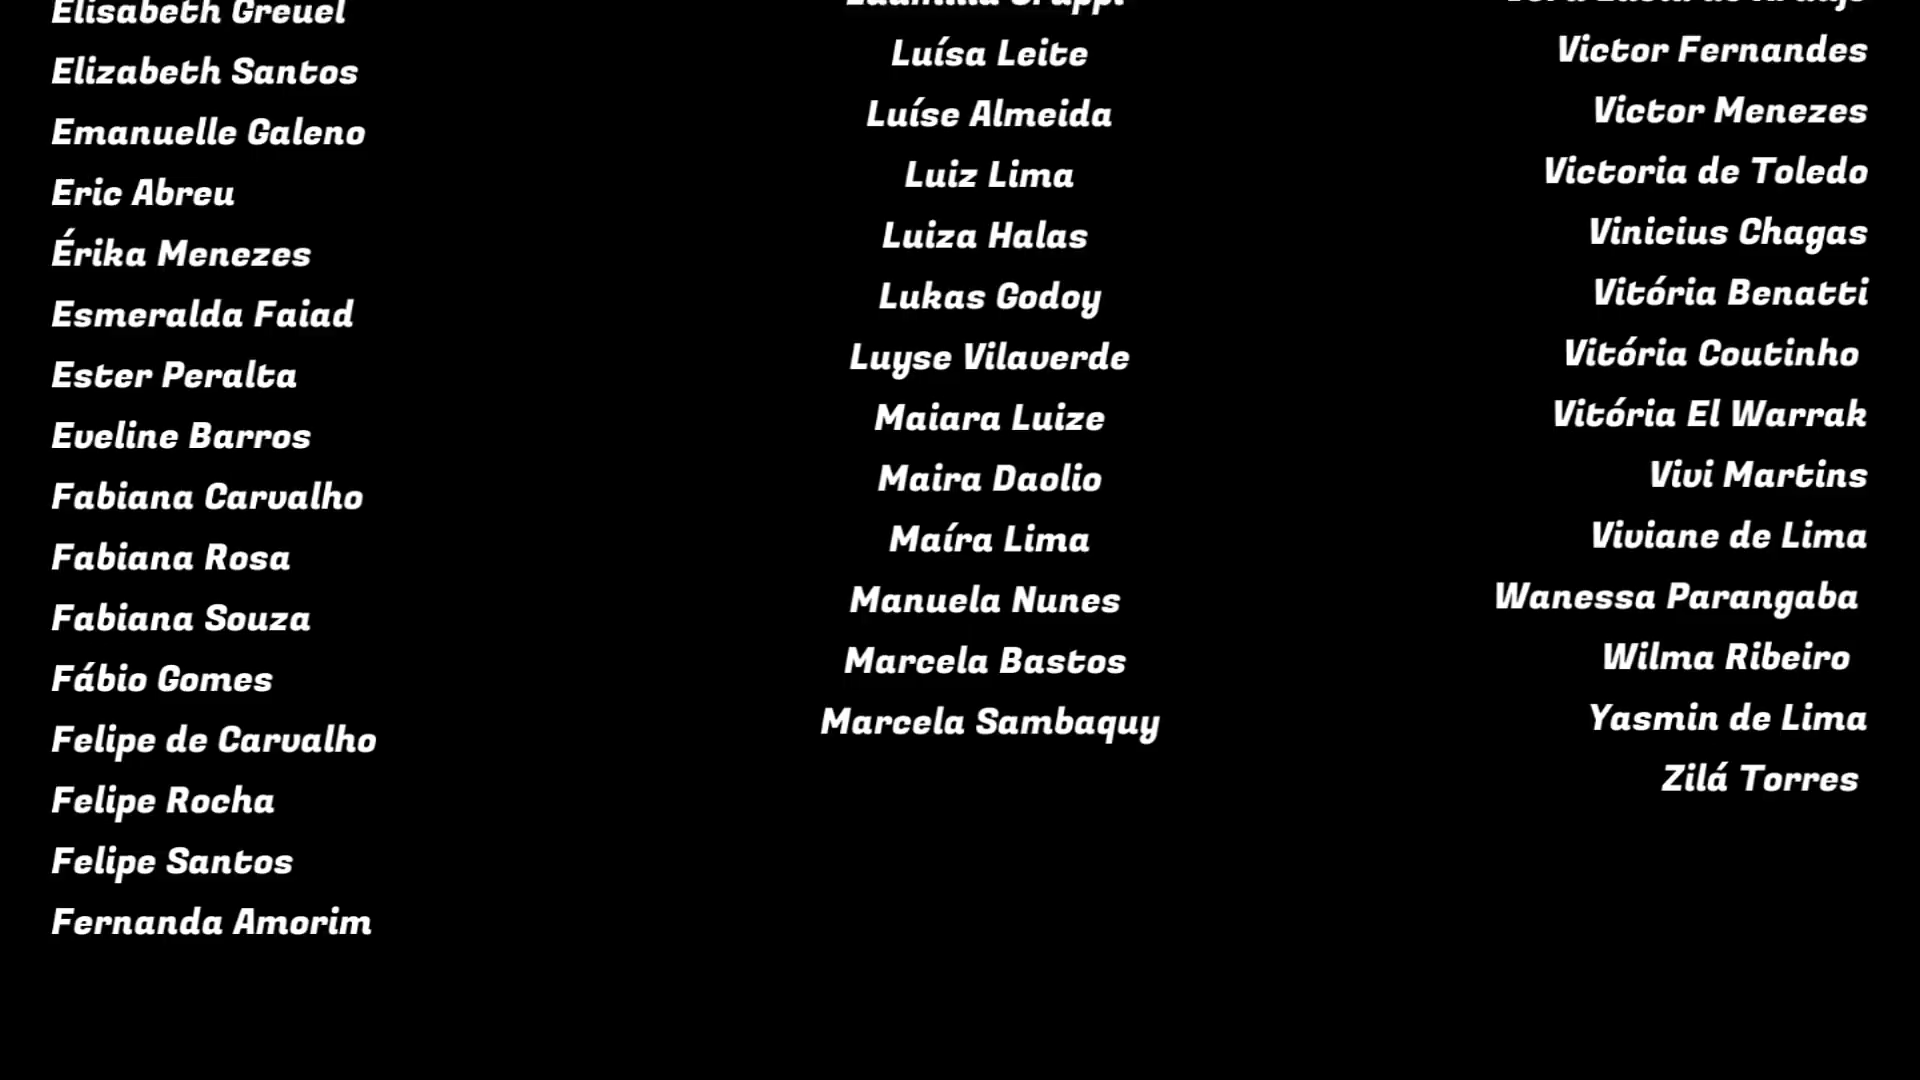 Elisabeth Greuel
Elizabeth Santos
Emanuelle Galeno
Eric Abreu
Érika Menezes
Esmeralda Faiad
Ester Peralta
Eveline Barros
Fabiana Carvalho
Fabiana Rosa
Fabiana Souza
Fábio Gomes
Felipe de Carvalho
Felipe Rocha
Felipe Santos
Fernanda Amorim
Luísa Leite
Luíse Almeida
Luiz Lima
Luiza Halas
Lukas Godoy
Luyse Vilaverde
Maiara Luize
Maira Daolio
Maíra Lima
Manuela Nunes
Marcela Bastos
Marcela Sambaquy
Victor Fernandes
Victor Menezes
Victoria de Toledo
Vinicius Chagas
Vitória Benatti
Vitória Coutinho
Vitória El Warrak
Vivi Martins
Viviane de Lima
Wanessa Parangaba
Wilma Ribeiro
Yasmin de Lima
Zilá Torres